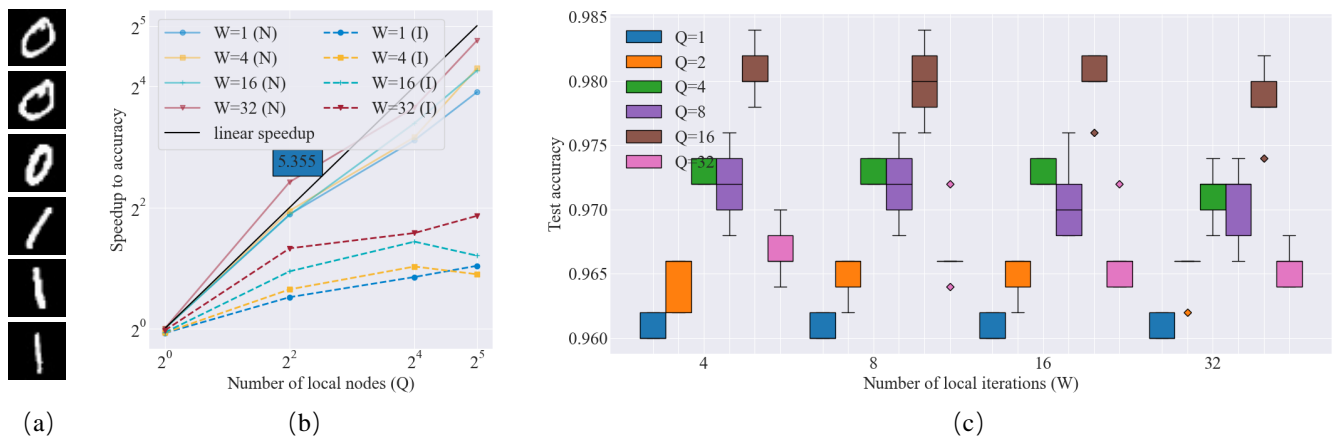 2^5
2^4
2^2
2^0
Speedup to accuracy
W=1 (N)
W=4 (N)
W=16 (N)
W=32 (N)
linear speedup
W=1 (I)
W=4 (I)
W=16 (I)
W=32 (I)
5.355
2^0
2^2
2^4
2^5
Number of local nodes (Q)
0.985
0.980
0.975
0.970
0.965
0.960
Test accuracy
Q=1
Q=2
Q=4
Q=8
Q=16
Q=32
4
8
16
32
Number of local iterations (W)
(a)
(b)
(c)